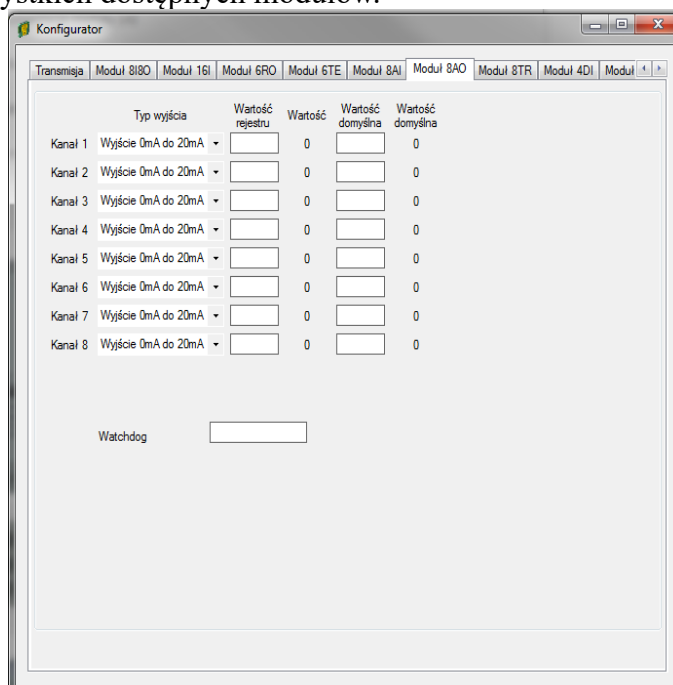 dostępnych modułów.
Konfigurator
Transmisja Moduł 8I8O Moduł 16I Moduł 6RO Moduł 6TE Moduł 8AI Moduł 8AO Moduł 8TR Moduł 4DI Moduł
Typ wyjścia Wartość rejestru Wartość Wartość domyślna Wartość domyślna
Kanał 1 Wyjście 0mA do 20mA 0 0
Kanał 2 Wyjście 0mA do 20mA 0 0
Kanał 3 Wyjście 0mA do 20mA 0 0
Kanał 4 Wyjście 0mA do 20mA 0 0
Kanał 5 Wyjście 0mA do 20mA 0 0
Kanał 6 Wyjście 0mA do 20mA 0 0
Kanał 7 Wyjście 0mA do 20mA 0 0
Kanał 8 Wyjście 0mA do 20mA 0 0
Watchdog